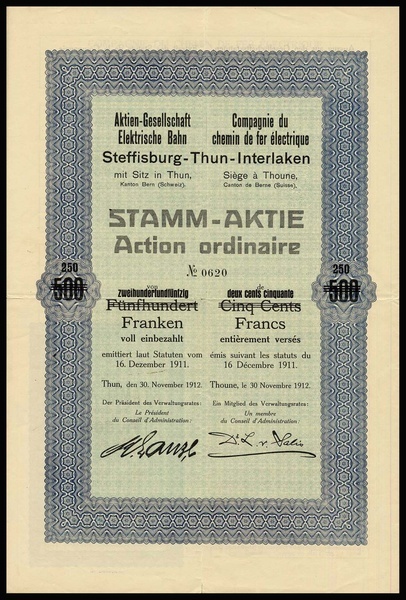 Aktien-Gesellschaft
Elektrische Bahn
Compagnie du
chemin de fer électrique
Steffisburg-Thun-Interlaken
mit Sitz in Thun,
Kanton Bern (Schweiz).
Siège à Thoune,
Canton de Berne (Suisse),
STAMM-AKTIE
Action ordinaire
№ 0620
250
500
250
500
von
zweihundertfundfünfzig
Fünfhundert
Franken
voll einbezahlt
emittiert laut Statuten vom
16. Dezember 1911.
Thun, den 30. November 1912.
Der Präsident des Verwaltungsrates:
Le Président
du Conseil d'Administration:
de
deux cents cinquante
Cinq Cents
Francs
entièrement versés
émis suivant les statuts du
16 Décembre 1911.
Thoune, le 30. November 1912.
Ein Mitglied des Verwaltungsrates:
Un membre
du Conseil d'Administration: